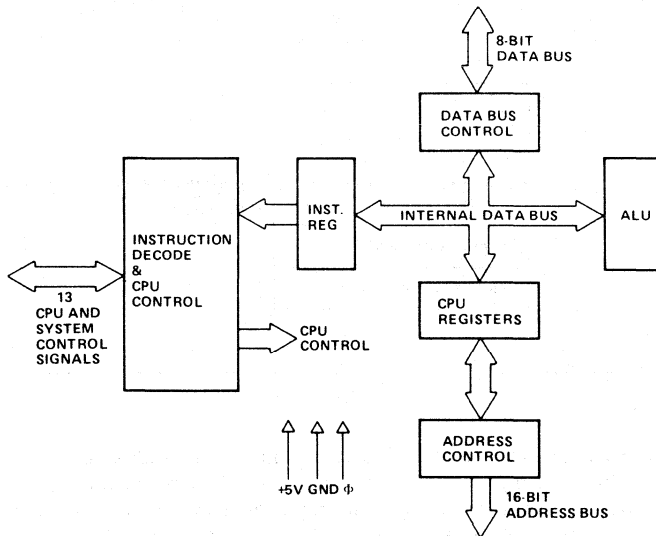 8-BIT
DATA BUS
DATA BUS
CONTROL
INST.
REG
INTERNAL DATA BUS
ALU
INSTRUCTION
DECODE
&
CPU
CONTROL
13
CPU AND
SYSTEM
CONTROL
SIGNALS
CPU
REGISTERS
CPU
CONTROL
ADDRESS
CONTROL
+5V GND Φ
16-BIT
ADDRESS BUS